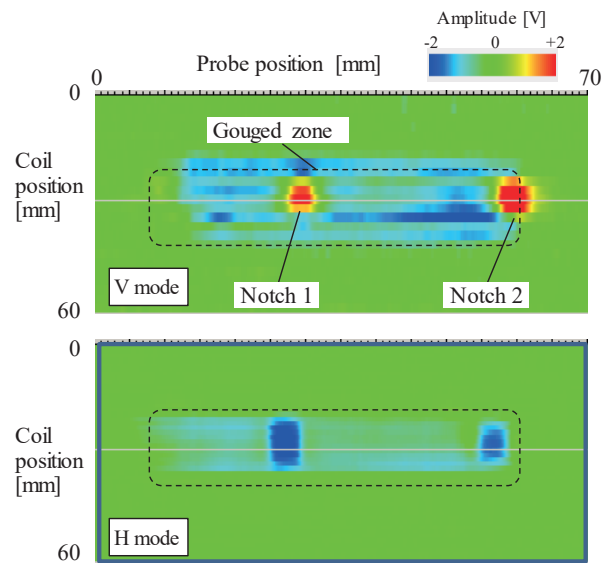 Amplitude [V]
-2 0 +2
0 Probe position [mm] 70
0
Gouged zone
Coil
position
[mm]
Notch 1 Notch 2
V mode
60
0
Coil
position
[mm]
H mode
60